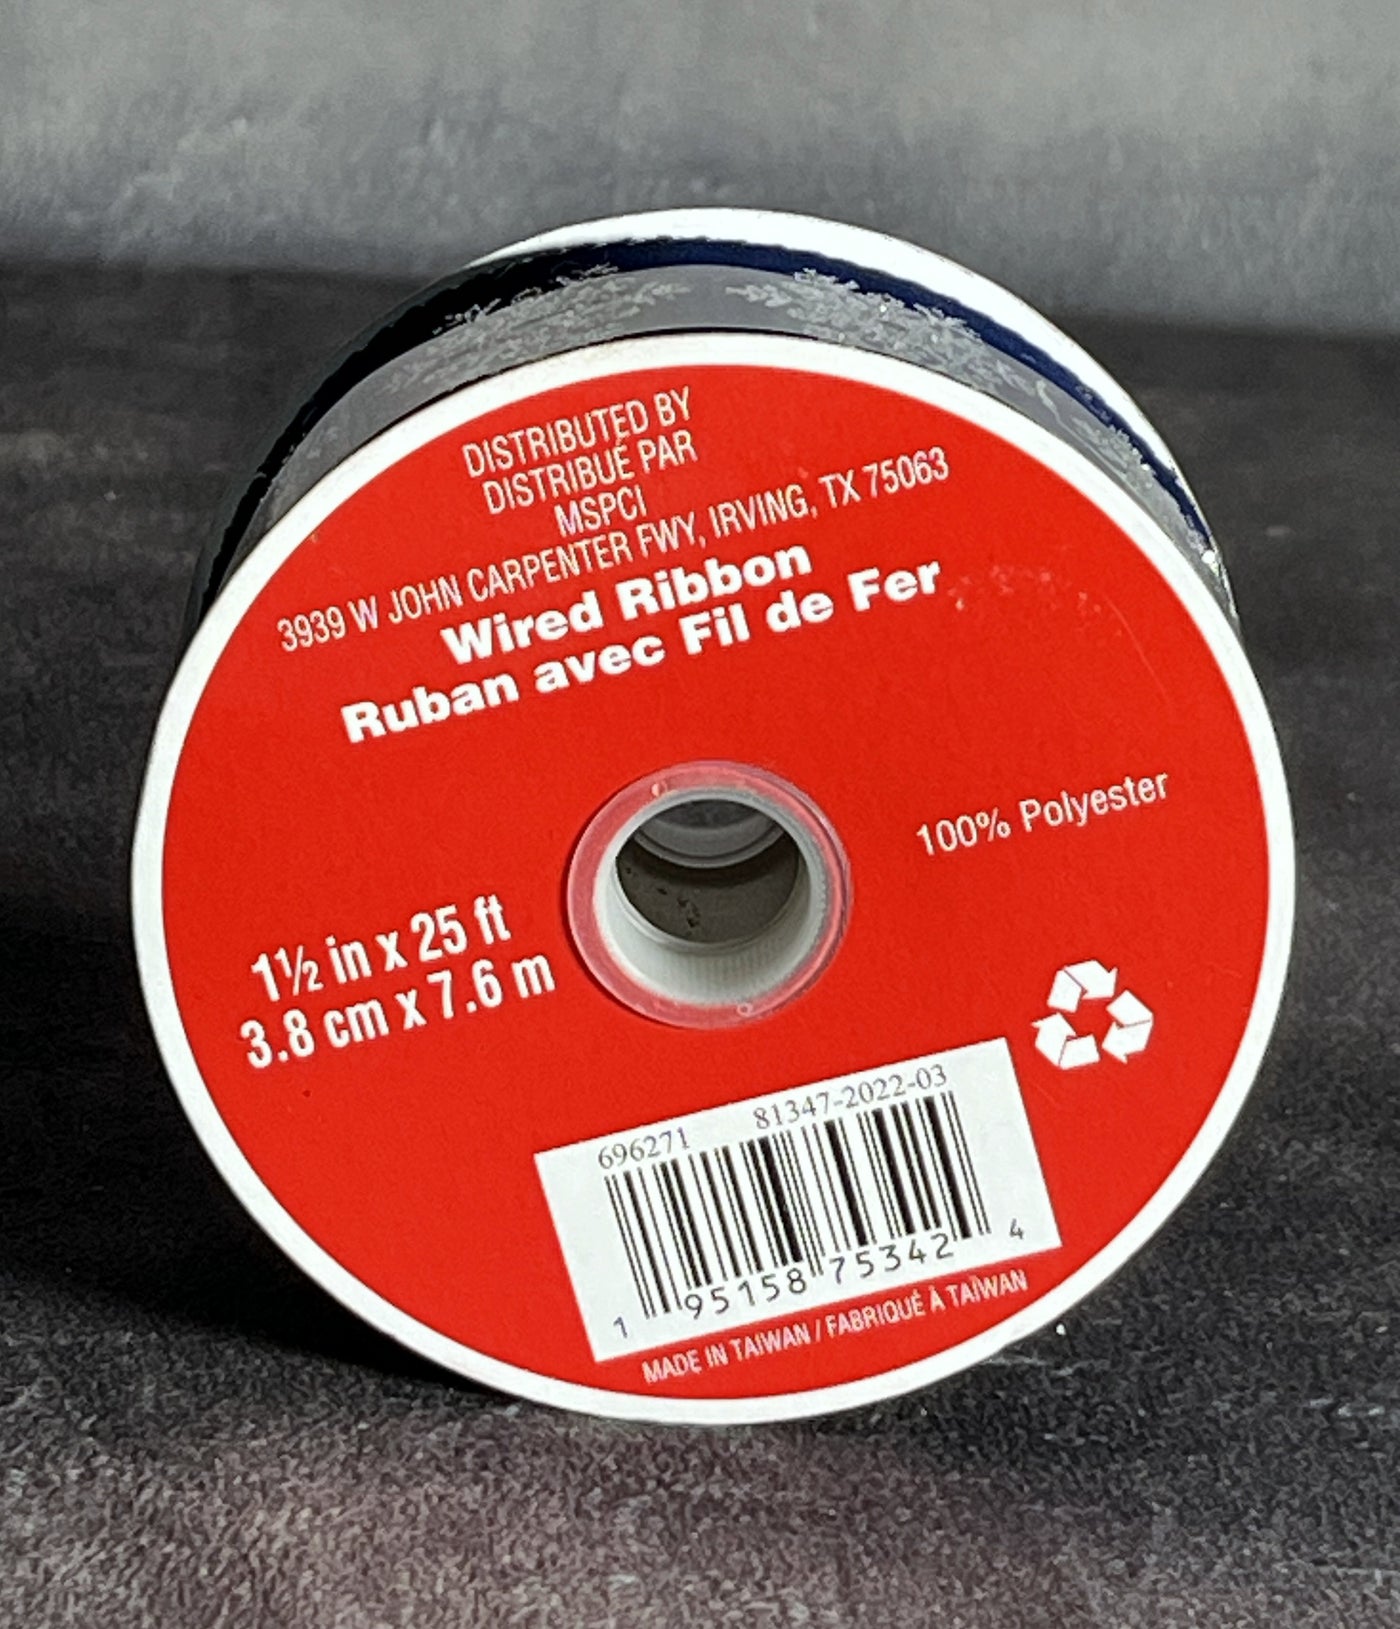 DISTRIBUTED BY
DISTRIBUÉ PAR
MSPCI
3939 W JOHN CARPENTER FWY, IRVING, TX 75063
Wired Ribbon
Ruban avec Fil de Fer
100% Polyester
1½ in x 25 ft
3.8 cm x 7.6 m
696271 81347-2022-03
1 95158 75342 4
MADE IN TAIWAN / FABRIQUÉ À TAÏWAN